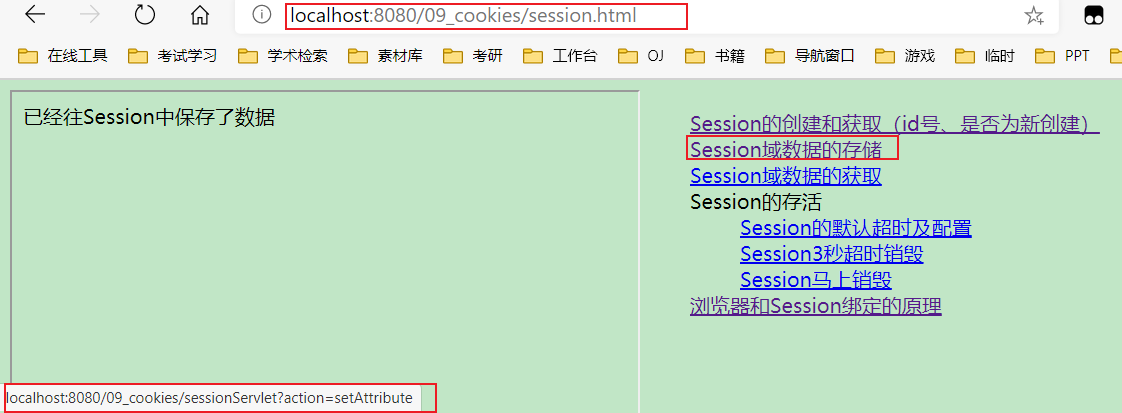 localhost:8080/09_cookies/session.html
在线工具 考试学习 学术检索 素材库 考研 工作台 OJ 书籍 导航窗口 游戏 临时 PPT
已经往Session中保存了数据
Session的创建和获取（id号、是否为新创建）
Session域数据的存储
Session域数据的获取
Session的存活
Session的默认超时及配置
Session3秒超时销毁
Session马上销毁
浏览器和Session绑定的原理
localhost:8080/09_cookies/sessionServlet?action=setAttribute